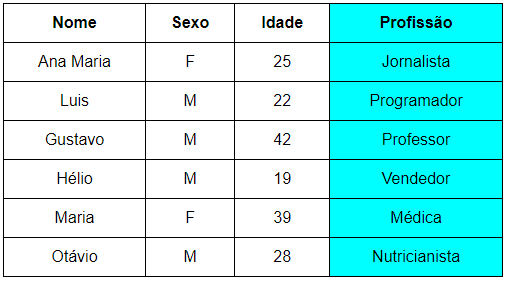 Nome Sexo Idade Profissão
Ana Maria F 25 Jornalista
Luis M 22 Programador
Gustavo M 42 Professor
Hélio M 19 Vendedor
Maria F 39 Médica
Otávio M 28 Nutricianista